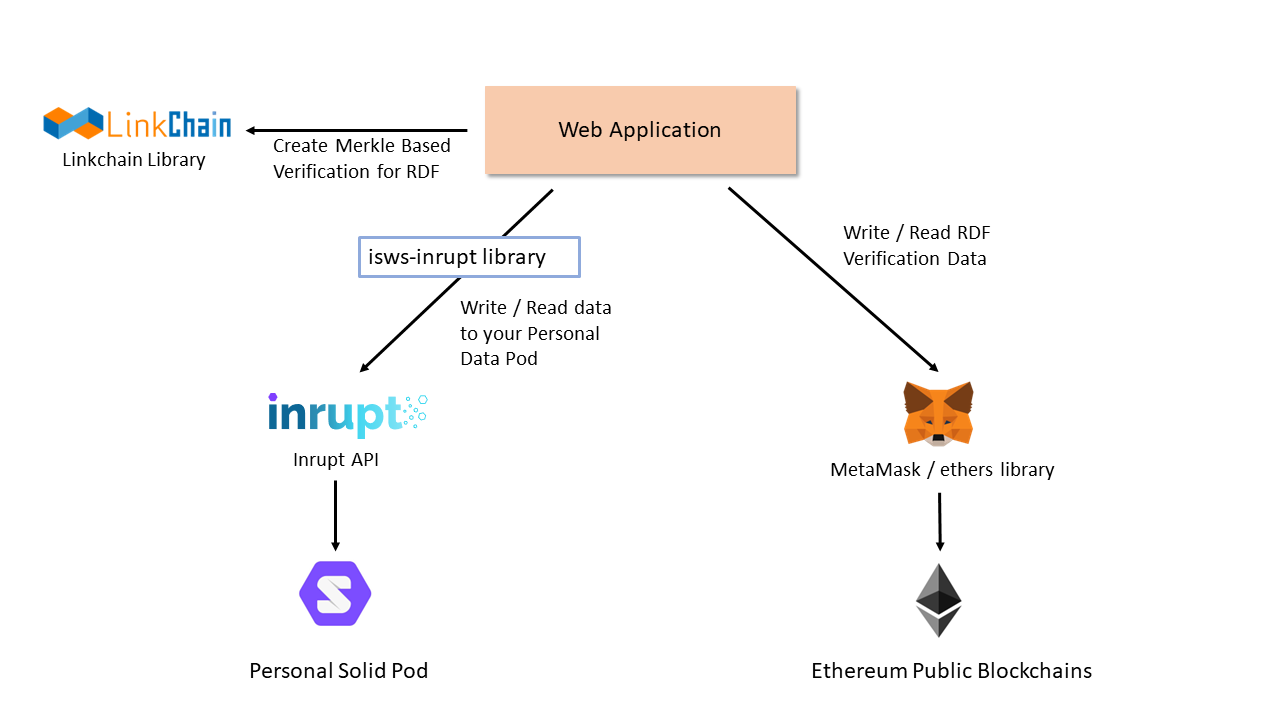 Web Application
LinkChain
Linkchain Library
Create Merkle Based
Verification for RDF
isws-inrupt library
Write / Read data
to your Personal
Data Pod
Write / Read RDF
Verification Data
inrupt
Inrupt API
MetaMask / ethers library
Personal Solid Pod
Ethereum Public Blockchains